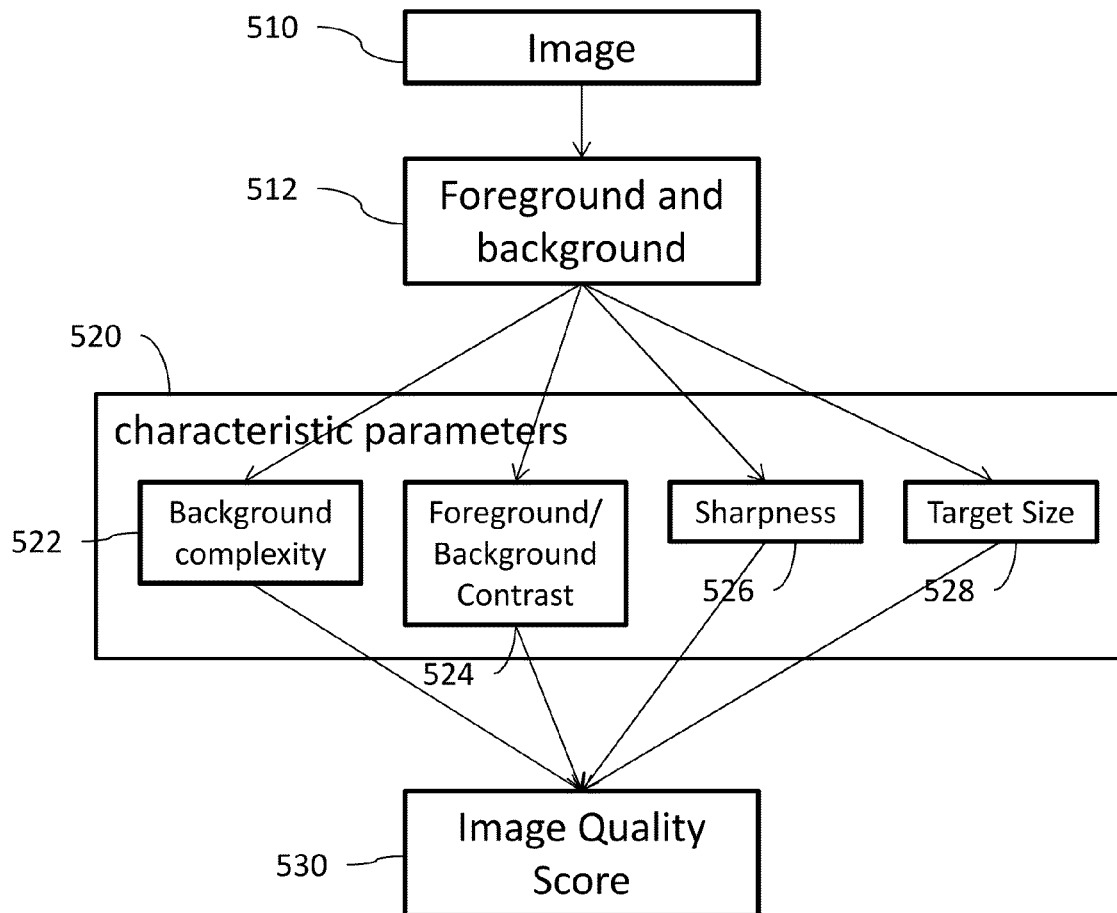 510
Image
512
Foreground and
background
520
characteristic parameters
522
Background
complexity
Foreground/
Background
Contrast
524
Sharpness
526
Target Size
528
530
Image Quality
Score